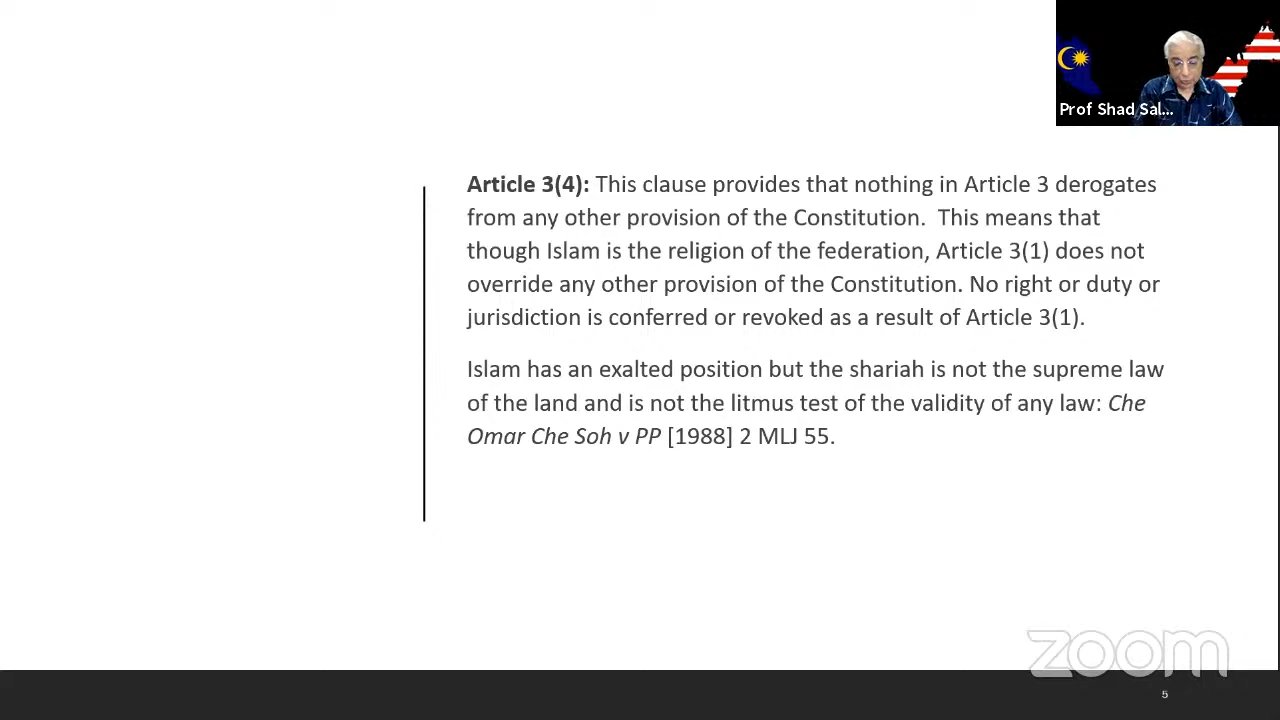 Prof Shad Sal...
Article 3(4): This clause provides that nothing in Article 3 derogates
from any other provision of the Constitution.  This means that
though Islam is the religion of the federation, Article 3(1) does not
override any other provision of the Constitution. No right or duty or
jurisdiction is conferred or revoked as a result of Article 3(1).
Islam has an exalted position but the shariah is not the supreme law
of the land and is not the litmus test of the validity of any law: Che
Omar Che Soh v PP [1988] 2 MLJ 55.
zoom
5